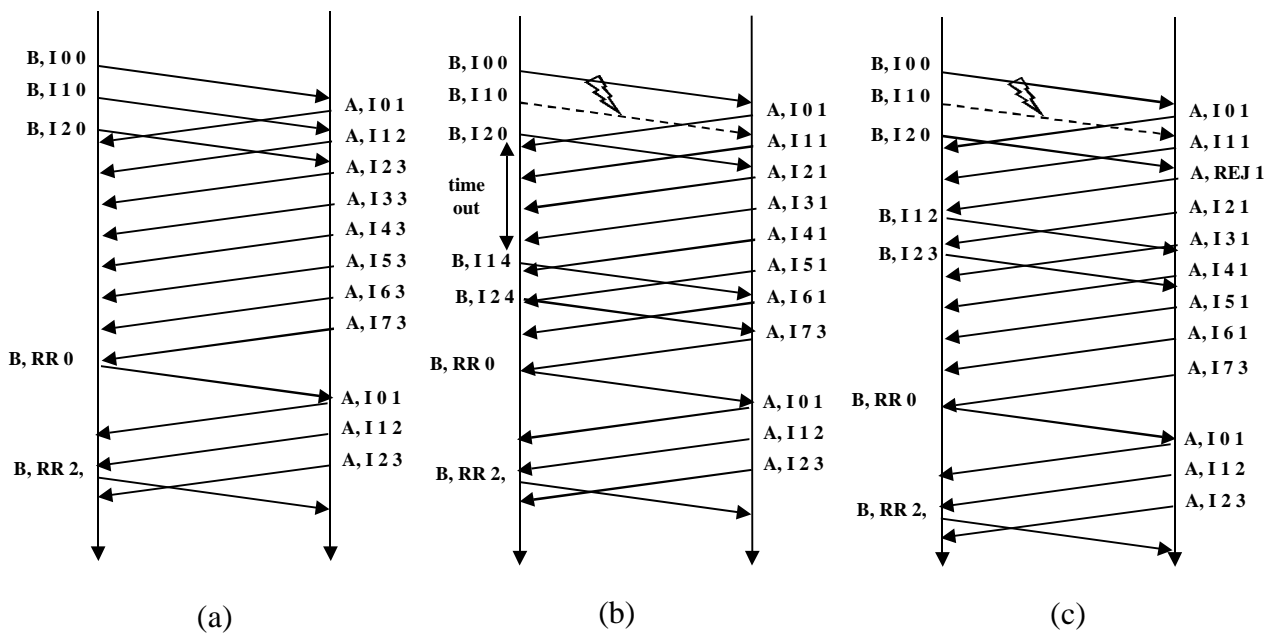 B, I 0 0
B, I 1 0
B, I 2 0
A, I 0 1
A, I 1 2
A, I 2 3
A, I 3 3
A, I 4 3
A, I 5 3
A, I 6 3
A, I 7 3
B, RR 0
A, I 0 1
A, I 1 2
A, I 2 3
B, RR 2,
(a)
B, I 0 0
B, I 1 0
B, I 2 0
time
out
A, I 0 1
A, I 1 1
A, I 2 1
A, I 3 1
A, I 4 1
B, I 1 4
A, I 5 1
B, I 2 4
A, I 6 1
A, I 7 3
B, RR 0
A, I 0 1
A, I 1 2
A, I 2 3
B, RR 2,
(b)
B, I 0 0
B, I 1 0
B, I 2 0
A, I 0 1
A, I 1 1
A, REJ 1
B, I 1 2
A, I 2 1
A, I 3 1
B, I 2 3
A, I 4 1
A, I 5 1
A, I 6 1
A, I 7 3
B, RR 0
A, I 0 1
A, I 1 2
A, I 2 3
B, RR 2,
(c)